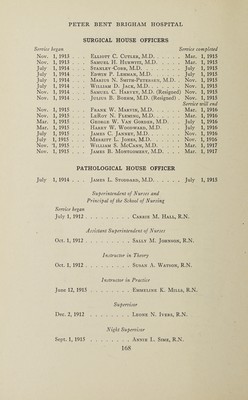 PETER BENT BRIGHAM HOSPITAL
SURGICAL HOUSE OFFICERS
Service began Service completed
Nov. 1, 1913 Elliott C. Cutler, M.D. . . . . . Mar. 1, 1915
Nov. 1, 1913 Samuel H. Hurwitz, M.D. . . . . Mar. 1, 1915
July 1, 1914 Stanley Cobb, M.D. . . . . . . July 1, 1915
July 1, 1914 Edwin P. Lehman, M.D. . . . . July 1, 1915
July 1, 1914 Marius N. Smith-Petersen, M.D. . . Nov. 1, 1915
July 1, 1914 William D. Jack, M.D. . . . . . Nov. 1, 1915
Nov. 1, 1914 Samuel C. Harvey, M.D. (Resigned) . Nov. 1, 1915
Nov. 1, 1914 Julien B. Boehm, M.D. (Resigned) . . Nov. 1, 1915
Service will end
Nov. 1, 1915 Frank W. Marvin, M.D. . . . . . Mar. 1, 1916
Nov. 1, 1915 LeRoy N. Fleming, M.D. . . . . Mar. 1, 1916
Mar. 1, 1915 George W. Van Gorder, M.D. . . . July 1, 1916
Mar. 1, 1915 Harry W. Woodward, M.D. . . . . July 1, 1916
July 1, 1915 James C. Janney, M.D. . . . . . Nov. 1, 1916
July 1, 1915 Merritt L. Jones, M.D. . . . . . Nov. 1, 1916
Nov. 1, 1915 William S. McCann, M.D. . . . . Mar. 1, 1917
Nov. 1, 1915 James B. Montgomery, M.D. . . . Mar. 1, 1917
PATHOLOGICAL HOUSE OFFICER
July 1, 1914 . . . James L. Stoddard, M.D. . . . . . July 1, 1915
Superintendent of Nurses and
Principal of the School of Nursing
Service began
July 1, 1912 . . . . . . . . Carrie M. Hall, R.N.
Assistant Superintendent of Nurses
Oct. 1, 1912 . . . . . . . . Sally M. Johnson, R.N.
Instructor in Theory
Oct. 1, 1912 . . . . . . . . Susan A. Watson, R.N.
Instructor in Practice
June 12, 1915 . . . . . . . . Emmeline E. Mills, R.N.
Supervisor
Dec. 2, 1912 . . . . . . . . Leonie N. Ivers, R.N.
Night Supervisor
Sept. 1, 1915 . . . . . . . . Annie L. Sime, R.N.
168